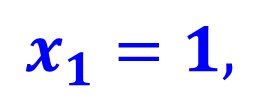 x₁ = 1,